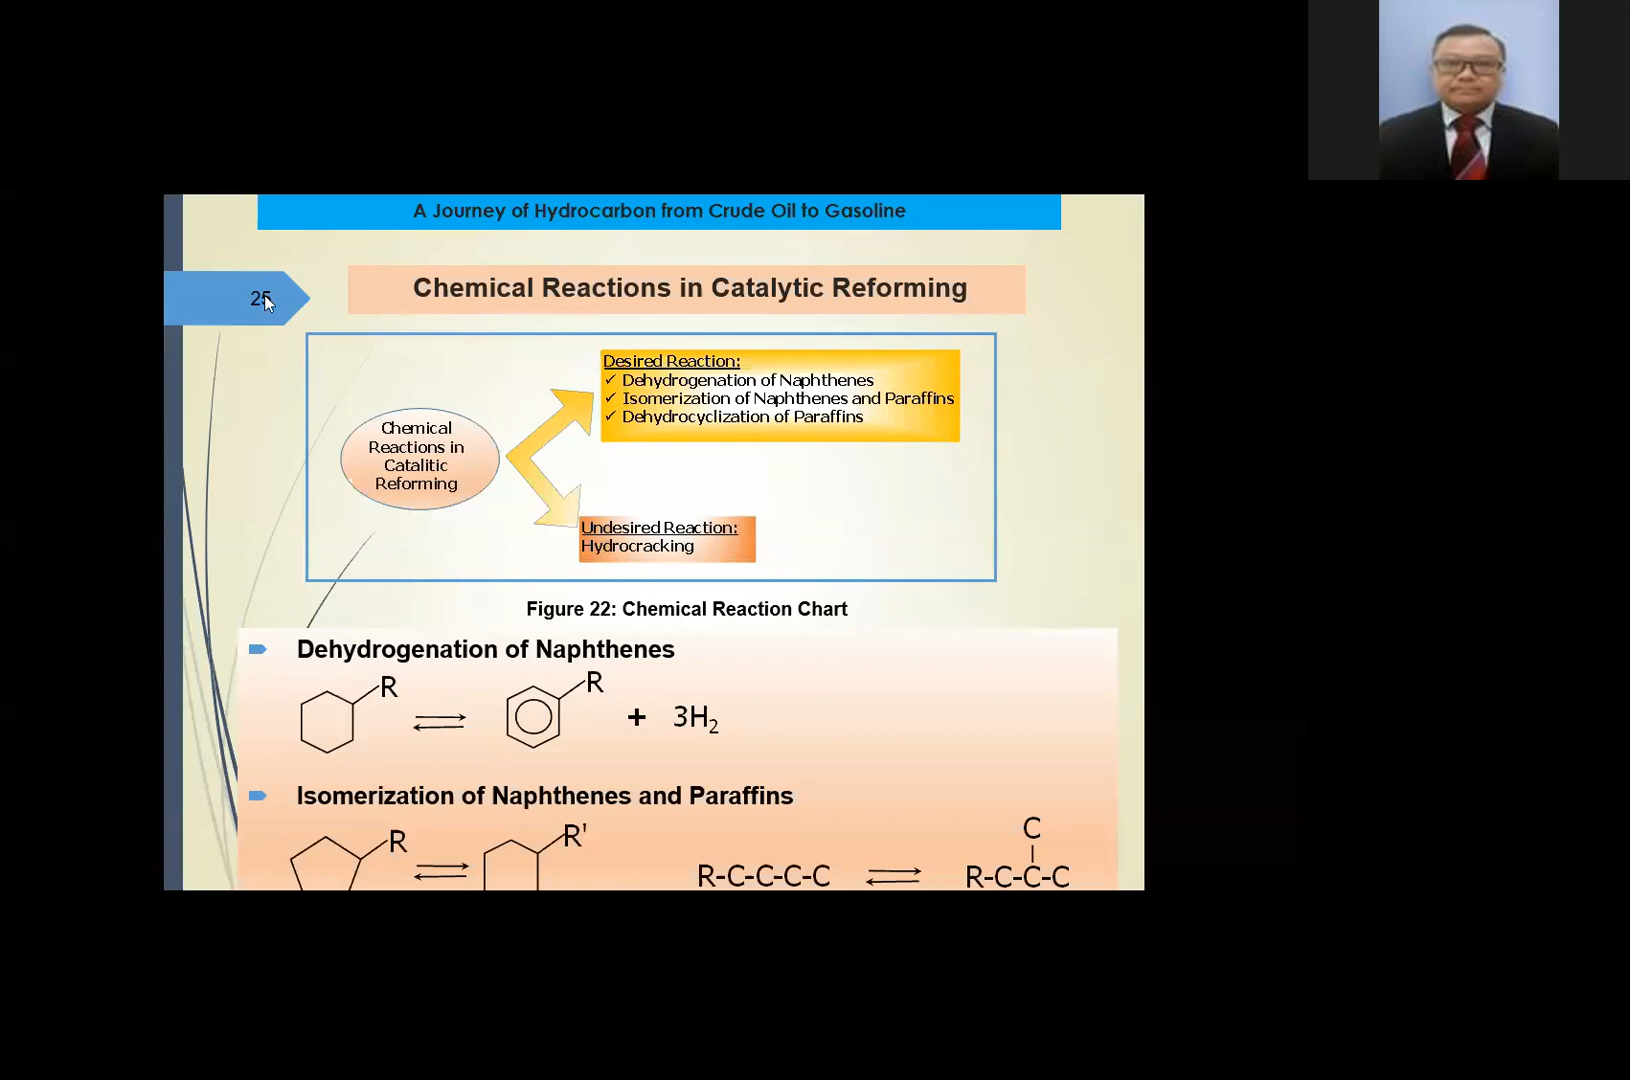 A Journey of Hydrocarbon from Crude Oil to Gasoline
25
Chemical Reactions in Catalytic Reforming
Desired Reaction:
✓ Dehydrogenation of Naphthenes
✓ Isomerization of Naphthenes and Paraffins
✓ Dehydrocyclization of Paraffins
Chemical
Reactions in
Catalitic
Reforming
Undesired Reaction:
Hydrocracking
Figure 22: Chemical Reaction Chart
Dehydrogenation of Naphthenes
R
R
+ 3H₂
Isomerization of Naphthenes and Paraffins
R
R'
C
R-C-C-C-C
R-C-C-C